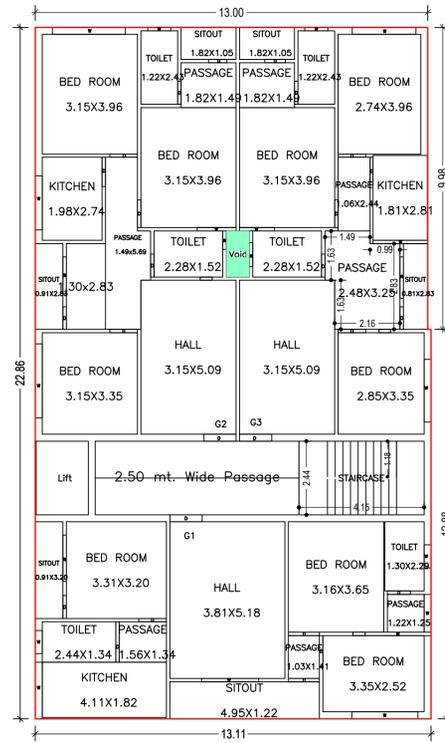 13.00
SITOUT
1.82X1.05
SITOUT
1.82X1.05
TOILET
1.22X2.43
TOILET
1.22X2.43
PASSAGE
1.82X1.49
PASSAGE
1.82X1.49
BED ROOM
3.15X3.96
BED ROOM
2.74X3.96
BED ROOM
3.15X3.96
BED ROOM
3.15X3.96
KITCHEN
1.98X2.74
PASSAGE
1.06X2.44
KITCHEN
1.81X2.81
9.98
PASSAGE
1.49x5.69
TOILET
2.28X1.52
Void
TOILET
2.28X1.52
1.49
1.63
0.99
PASSAGE
2.48X3.25
2.83
1.63
2.16
SITOUT
30x2.83
SITOUT
0.81X2.83
22.86
HALL
3.15X5.09
HALL
3.15X5.09
BED ROOM
3.15X3.35
BED ROOM
2.85X3.35
G2
G3
Lift
2.50 mt. Wide Passage
2.44
STAIRCASE
1.18
4.15
G1
SITOUT
0.91X3.20
BED ROOM
3.31X3.20
HALL
3.81X5.18
BED ROOM
3.16X3.65
TOILET
1.30X2.29
PASSAGE
1.22X1.25
TOILET
2.44X1.34
PASSAGE
1.56X1.34
PASSAGE
1.03X1.41
BED ROOM
3.35X2.52
KITCHEN
4.11X1.82
SITOUT
4.95X1.22
13.11